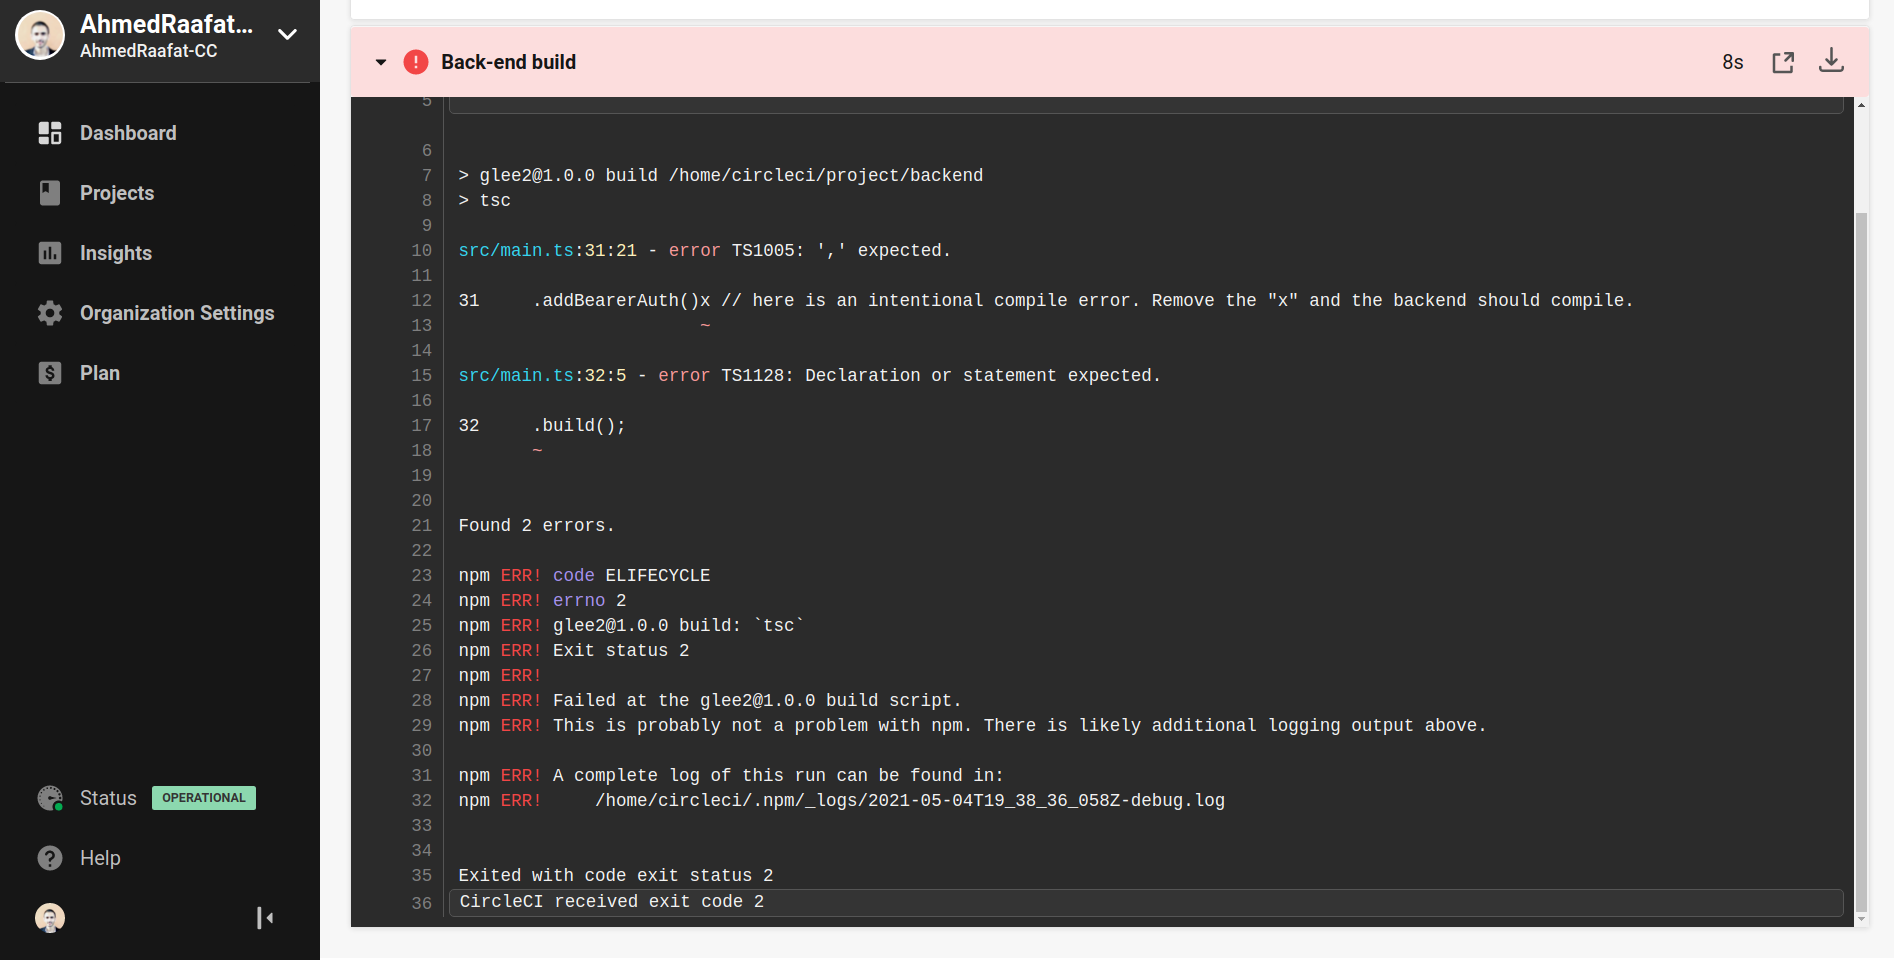 AhmedRaafat...
AhmedRaafat-CC
Dashboard
Projects
Insights
Organization Settings
Plan
Status OPERATIONAL
Help
Back-end build 8s
5
6
7 > glee2@1.0.0 build /home/circleci/project/backend
8 > tsc
9
10 src/main.ts:31:21 - error TS1005: ',' expected.
11
12 31     .addBearerAuth()x // here is an intentional compile error. Remove the "x" and the backend should compile.
13 ~
14
15 src/main.ts:32:5 - error TS1128: Declaration or statement expected.
16
17 32     .build();
18 ~
19
20
21 Found 2 errors.
22
23 npm ERR! code ELIFECYCLE
24 npm ERR! errno 2
25 npm ERR! glee2@1.0.0 build: `tsc`
26 npm ERR! Exit status 2
27 npm ERR!
28 npm ERR! Failed at the glee2@1.0.0 build script.
29 npm ERR! This is probably not a problem with npm. There is likely additional logging output above.
30
31 npm ERR! A complete log of this run can be found in:
32 npm ERR!     /home/circleci/.npm/_logs/2021-05-04T19_38_36_058Z-debug.log
33
34
35 Exited with code exit status 2
36 CircleCI received exit code 2